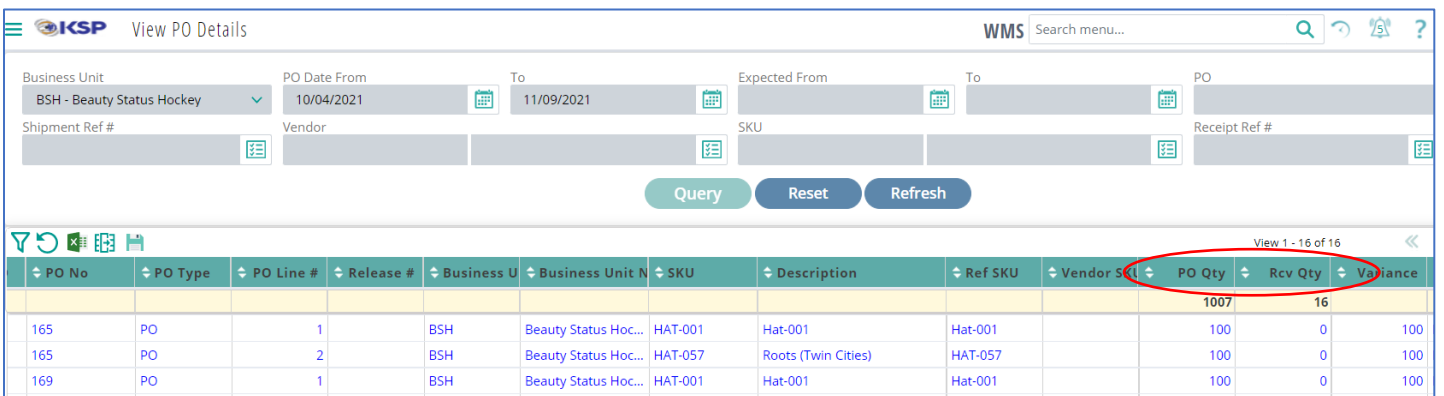 KSP View PO Details WMS Search menu... 5 ?
Business Unit PO Date From To Expected From To PO
BSH - Beauty Status Hockey 10/04/2021 11/09/2021
Shipment Ref # Vendor SKU Receipt Ref #
Query Reset Refresh
View 1 - 16 of 16
PO No PO Type PO Line # Release # Business U Business Unit N SKU Description Ref SKU Vendor SKU PO Qty Rcv Qty Variance
1007 16
165 PO 1 BSH Beauty Status Hoc... HAT-001 Hat-001 Hat-001 100 0 100
165 PO 2 BSH Beauty Status Hoc... HAT-057 Roots (Twin Cities) HAT-057 100 0 100
169 PO 1 BSH Beauty Status Hoc... HAT-001 Hat-001 Hat-001 100 0 100